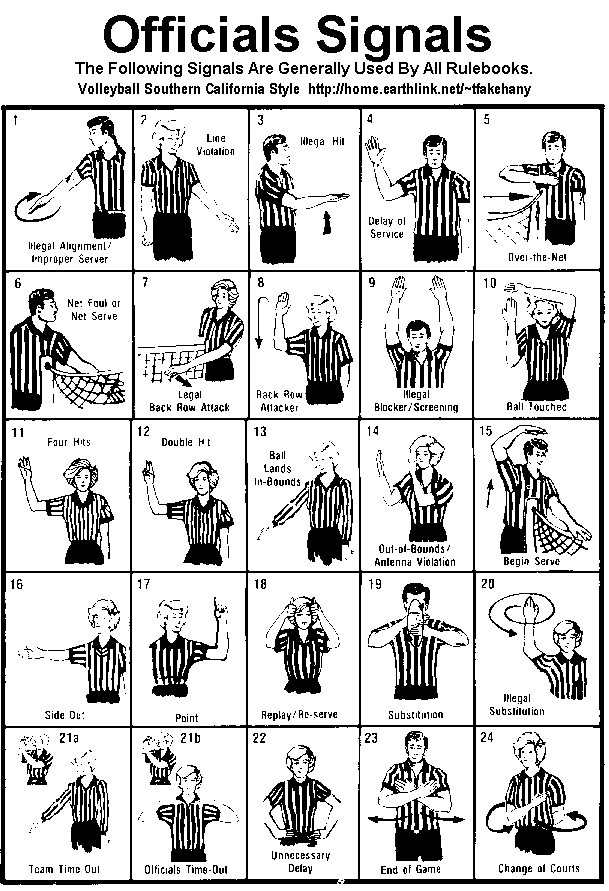 Officials Signals
The Following Signals Are Generally Used By All Rulebooks.
Volleyball Southern California Style http://home.earthlink.net/~tfakehany
1
Illegal Alignment/
Improper Server
2
Line
Violation
3
Illegal Hit
4
Delay of
Service
5
Over-the-Net
6
Net Foul or
Net Serve
7
Legal
Back Row Attack
8
Back Row
Attacker
9
Illegal
Blocker/Screening
10
Ball Touched
11
Four Hits
12
Double Hit
13
Ball
Lands
In-Bounds
14
Out-of-Bounds/
Antenna Violation
15
Begin Serve
16
Side Out
17
Point
18
Replay/Re-serve
19
Substitution
20
Illegal
Substitution
21a
Team Time Out
21b
Officials Time-Out
22
Unnecessary
Delay
23
End of Game
24
Change of Courts